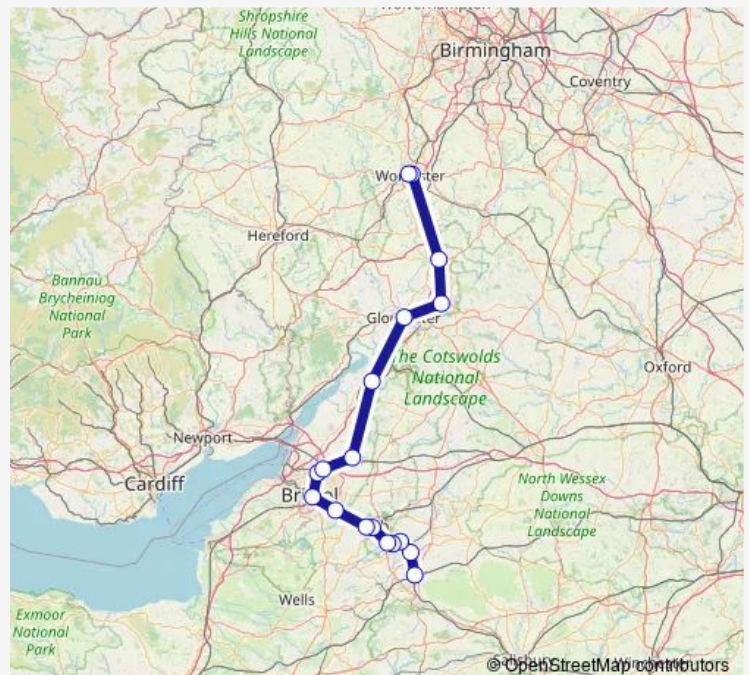 Shropshire
Hills National
Landscape
Birmingham
Coventry
Hereford
Bannau
Brycheiniog
National
Park
The Cotswolds
National
Landscape
Oxford
Newport
Cardiff
North Wessex
Downs
National
Landscape
Wells
Exmoor
National
Park
© OpenStreetMap contributors